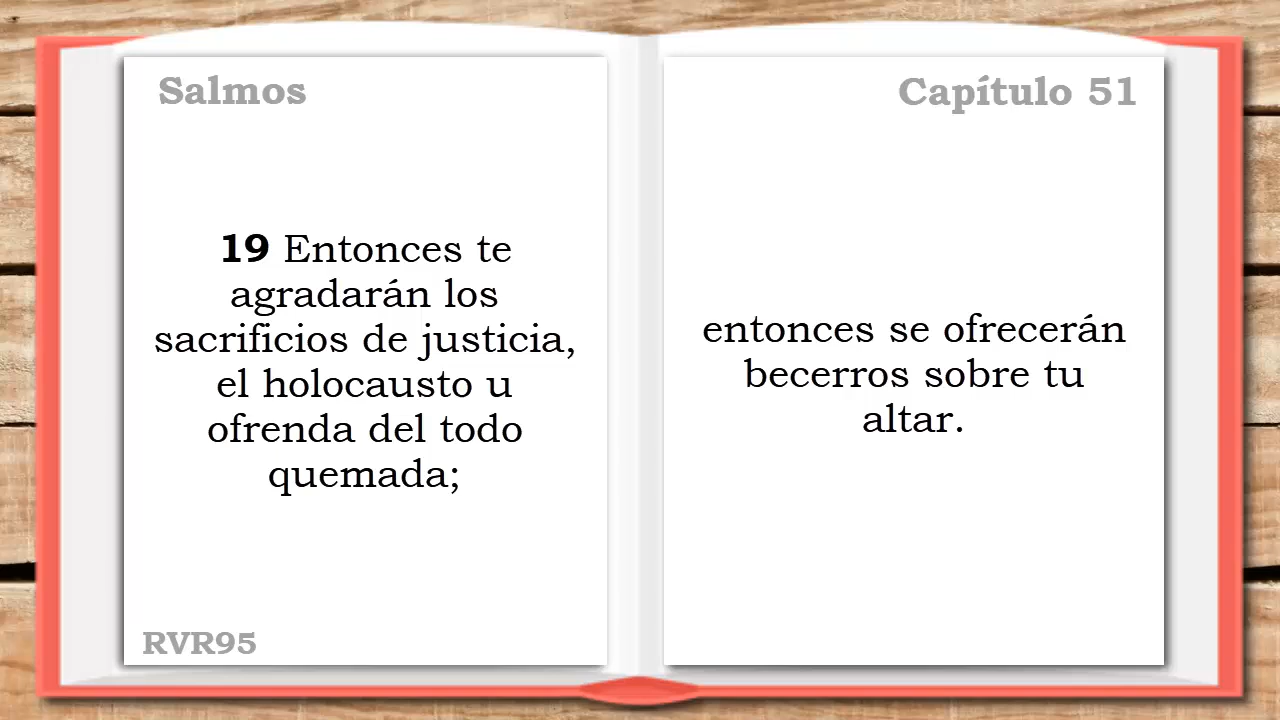 Salmos
19 Entonces te
agradarán los
sacrificios de justicia,
el holocausto u
ofrenda del todo
quemada;
RVR95
Capítulo 51
entonces se ofrecerán
becerros sobre tu
altar.